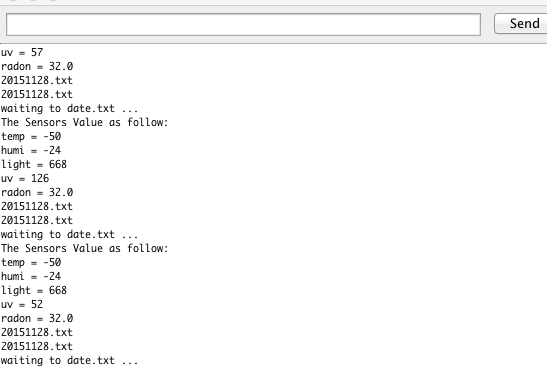 Send
uv = 57
radon = 32.0
20151128.txt
20151128.txt
waiting to date.txt ...
The Sensors Value as follow:
temp = -50
humi = -24
light = 668
uv = 126
radon = 32.0
20151128.txt
20151128.txt
waiting to date.txt ...
The Sensors Value as follow:
temp = -50
humi = -24
light = 668
uv = 52
radon = 32.0
20151128.txt
20151128.txt
waiting to date.txt ...